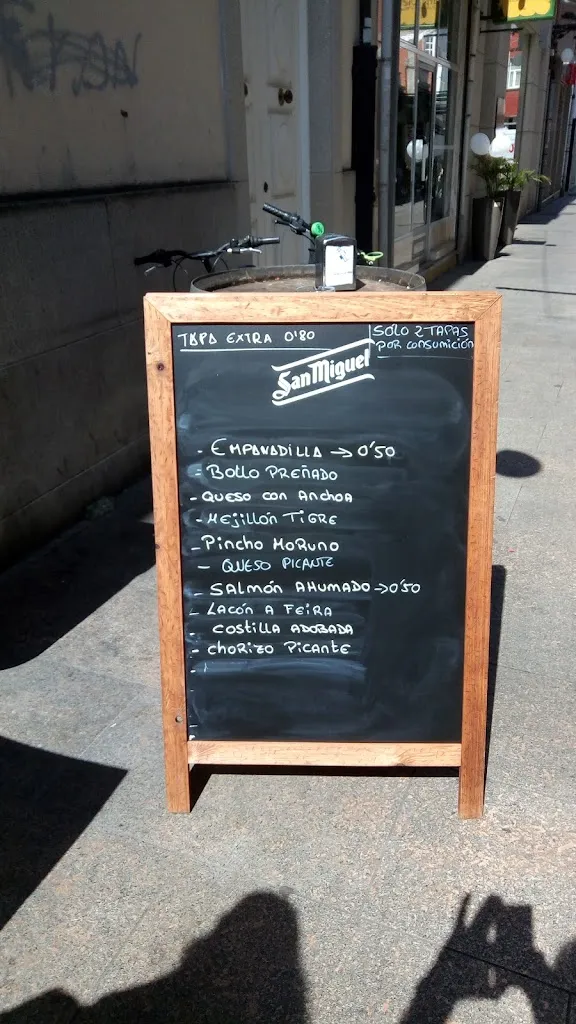 TAPA EXTRA 0'80
SOLO 2 TAPAS
POR CONSUMICIÓN
San Miguel
- EMPANADILLA → 0'50
- BOLLO PREÑADO
- QUESO CON ANCHOA
- MEJILLÓN TIGRE
- PINCHO MORUNO
- QUESO PICANTE
- SALMÓN AHUMADO → 0'50
- LACÓN A FEIRA
- COSTILLA ADOBADA
- CHORIZO PICANTE